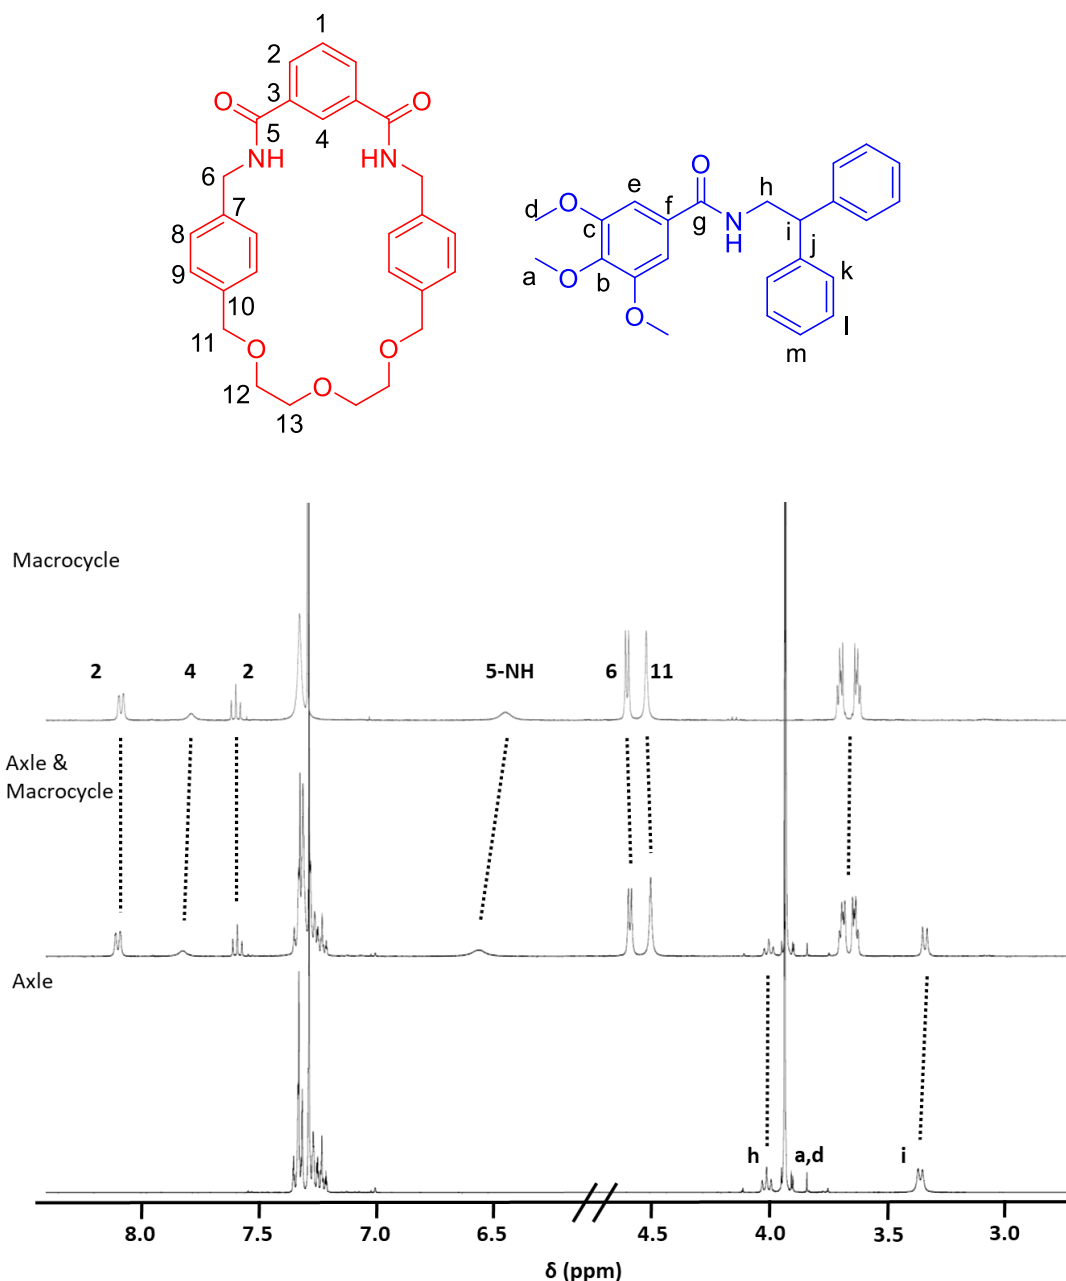 1
2
3
O
O
5
4
NH
HN
6
7
8
9
10
11
O
O
12
O
13
O
h
e
f
d
O
g
N
H
i
c
j
k
a
O
b
O
l
m
Macrocycle
2
4
2
5-NH
6
11
Axle &
Macrocycle
Axle
h
a,d
i
8.0
7.5
7.0
6.5
4.5
4.0
3.5
3.0
δ (ppm)